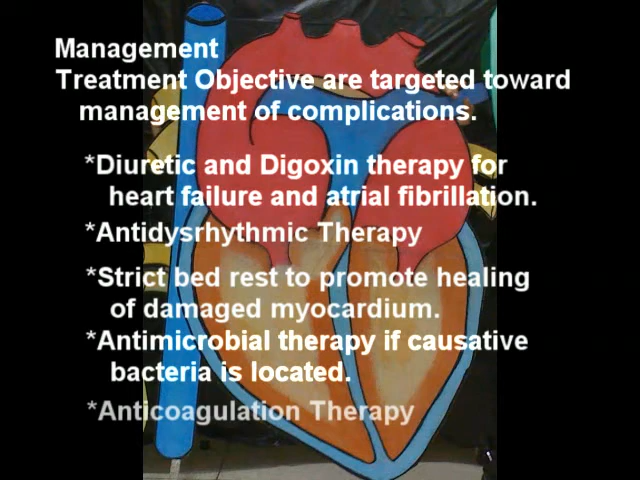 Management
Treatment Objective are targeted toward
management of complications.
*Diuretic and Digoxin therapy for
heart failure and atrial fibrillation.
*Antidysrhythmic Therapy
*Strict bed rest to promote healing
of damaged myocardium.
*Antimicrobial therapy if causative
bacteria is located.
*Anticoagulation Therapy